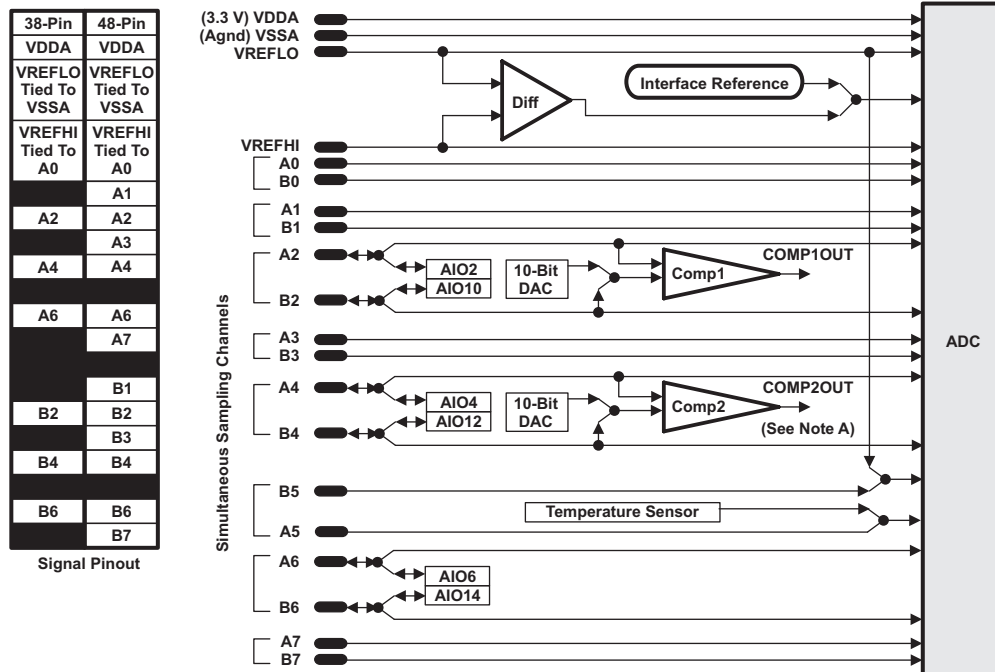 38-Pin 48-Pin
VDDA VDDA
VREFLO VREFLO
Tied To Tied To
VSSA VSSA
VREFHI VREFHI
Tied To Tied To
A0 A0
A1
A2 A2
A3
A4 A4
A6 A6
A7
B1
B2 B2
B3
B4 B4
B6 B6
B7
Signal Pinout
(3.3 V) VDDA
(Agnd) VSSA
VREFLO
Interface Reference
Diff
VREFHI
A0
B0
A1
B1
Simultaneous Sampling Channels
A2
AIO2
AIO10
10-Bit
DAC
Comp1
COMP1OUT
B2
A3
B3
ADC
A4
AIO4
AIO12
10-Bit
DAC
Comp2
COMP2OUT
(See Note A)
B4
B5
Temperature Sensor
A5
A6
AIO6
AIO14
B6
A7
B7